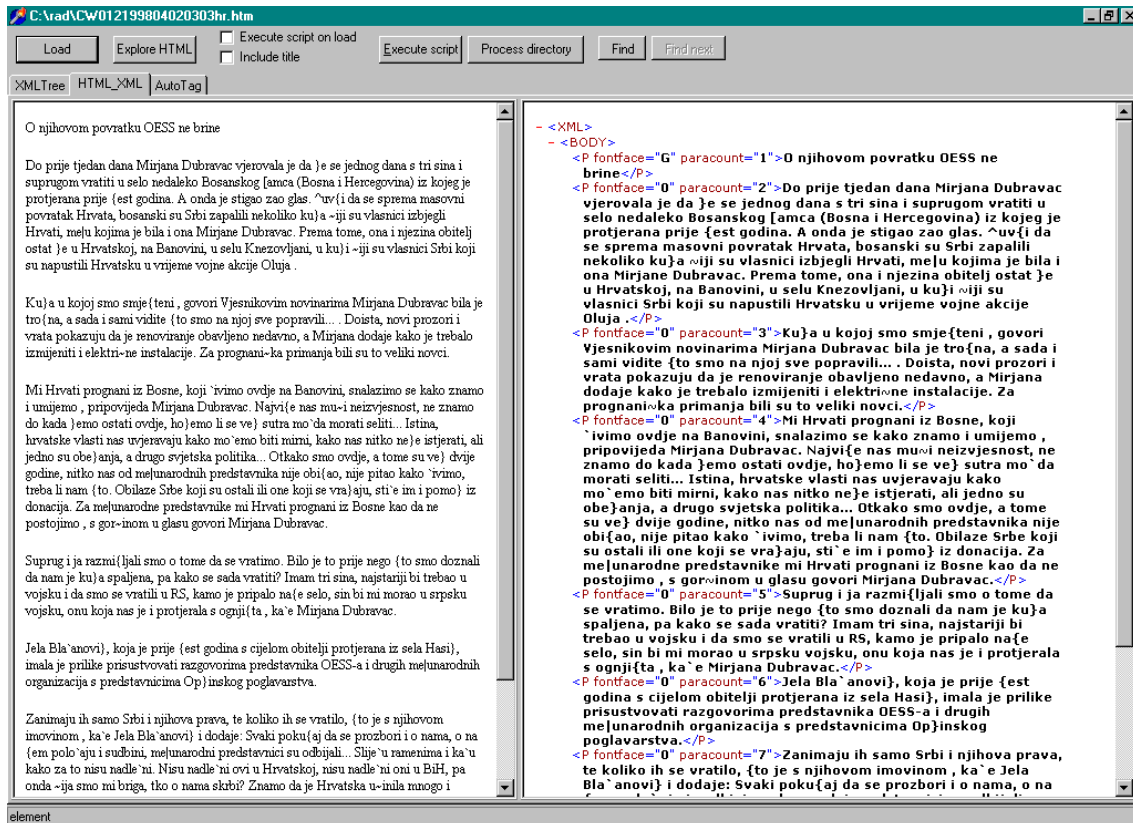 C:\rad\CW012199804020303hr.htm
Load
Explore HTML
Execute script on load
Include title
Execute script
Process directory
Find
Find next
XMLTree
HTML_XML
AutoTag
O njihovom povratku OESS ne brine
Do prije tjedan dana Mirjana Dubravac vjerovala je da }e se jednog dana s tri sina i
suprugom vratiti u selo nedaleko Bosanskog [amca (Bosna i Hercegovina) iz kojeg je
protjerana prije {est godina. A onda je stigao zao glas. ^uv{i da se sprema masovni
povratak Hrvata, bosanski su Srbi zapalili nekoliko ku}a ~iji su vlasnici izbjegli
Hrvati, me|u kojima je bila i ona Mirjane Dubravac. Prema tome, ona i njezina obitelj
ostat }e u Hrvatskoj, na Banovini, u selu Knezovljani, u ku}i ~iji su vlasnici Srbi koji
su napustili Hrvatsku u vrijeme vojne akcije Oluja .
Ku}a u kojoj smo smje{teni , govori Vjesnikovim novinarima Mirjana Dubravac bila je
tro{na, a sada i sami vidite {to smo na njoj sve popravili... . Doista, novi prozori i
vrata pokazuju da je renoviranje obavljeno nedavno, a Mirjana dodaje kako je trebalo
izmijeniti i elektri~ne instalacije. Za prognani~ka primanja bili su to veliki novci.
Mi Hrvati prognani iz Bosne, koji `ivimo ovdje na Banovini, snalazimo se kako znamo
i umijemo , pripovijeda Mirjana Dubravac. Najvi{e nas mu~i neizvjesnost, ne znamo
do kada }emo ostati ovdje, ho}emo li se ve} sutra mo`da morati seliti... Istina,
hrvatske vlasti nas uvjeravaju kako mo`emo biti mirni, kako nas nitko ne}e istjerati, ali
jedno su obe}anja, a drugo svjetska politika... Otkako smo ovdje, a tome su ve} dvije
godine, nitko nas od me|unarodnih predstavnika nije obi{ao, nije pitao kako `ivimo,
treba li nam {to. Obilaze Srbe koji su ostali ili one koji se vra}aju, sti`e im i pomo} iz
donacija. Za me|unarodne predstavnike mi Hrvati prognani iz Bosne kao da ne
postojimo , s gor~inom u glasu govori Mirjana Dubravac.
Suprug i ja razmi{ljali smo o tome da se vratimo. Bilo je to prije nego {to smo doznali
da nam je ku}a spaljena, pa kako se sada vratiti? Imam tri sina, najstariji bi trebao u
vojsku i da smo se vratili u RS, kamo je pripalo na{e selo, sin bi mi morao u srpsku
vojsku, onu koja nas je i protjerala s ognji{ta , ka`e Mirjana Dubravac.
Jela Bla`anovi}, koja je prije {est godina s cijelom obitelji protjerana iz sela Hasi},
imala je prilike prisustvovati razgovorima predstavnika OESS-a i drugih me|unarodnih
organizacija s predstavnicima Op}inskog poglavarstva.
Zanimaju ih samo Srbi i njihova prava, te koliko ih se vratilo, {to je s njihovom
imovinom , ka`e Jela Bla`anovi} i dodaje: Svaki poku{aj da se prozbori i o nama, o na
{em polo`aju i sudbini, me|unarodni predstavnici su odbijali... Slije`u ramenima i ka`u
kako za to nisu nadle`ni. Nisu nadle`ni ovi u Hrvatskoj, nisu nadle`ni oni u BiH, pa
onda ~ija smo mi briga, tko o nama skrbi? Znamo da je Hrvatska u~inila mnogo i
- <XML>
- <BODY>
<P fontface="G" paracount="1">O njihovom povratku OESS ne
brine</P>
<P fontface="0" paracount="2">Do prije tjedan dana Mirjana Dubravac
vjerovala je da }e se jednog dana s tri sina i suprugom vratiti u
selo nedaleko Bosanskog [amca (Bosna i Hercegovina) iz kojeg je
protjerana prije {est godina. A onda je stigao zao glas. ^uv{i da
se sprema masovni povratak Hrvata, bosanski su Srbi zapalili
nekoliko ku}a ~iji su vlasnici izbjegli Hrvati, me|u kojima je bila i
ona Mirjane Dubravac. Prema tome, ona i njezina obitelj ostat }e
u Hrvatskoj, na Banovini, u selu Knezovljani, u ku}i ~iji su
vlasnici Srbi koji su napustili Hrvatsku u vrijeme vojne akcije
Oluja .</P>
<P fontface="0" paracount="3">Ku}a u kojoj smo smje{teni , govori
Vjesnikovim novinarima Mirjana Dubravac bila je tro{na, a sada i
sami vidite {to smo na njoj sve popravili... . Doista, novi prozori i
vrata pokazuju da je renoviranje obavljeno nedavno, a Mirjana
dodaje kako je trebalo izmijeniti i elektri~ne instalacije. Za
prognani~ka primanja bili su to veliki novci.</P>
<P fontface="0" paracount="4">Mi Hrvati prognani iz Bosne, koji
`ivimo ovdje na Banovini, snalazimo se kako znamo i umijemo ,
pripovijeda Mirjana Dubravac. Najvi{e nas mu~i neizvjesnost, ne
znamo do kada }emo ostati ovdje, ho}emo li se ve} sutra mo`da
morati seliti... Istina, hrvatske vlasti nas uvjeravaju kako
mo`emo biti mirni, kako nas nitko ne}e istjerati, ali jedno su
obe}anja, a drugo svjetska politika... Otkako smo ovdje, a tome
su ve} dvije godine, nitko nas od me|unarodnih predstavnika nije
obi{ao, nije pitao kako `ivimo, treba li nam {to. Obilaze Srbe koji
su ostali ili one koji se vra}aju, sti`e im i pomo} iz donacija. Za
me|unarodne predstavnike mi Hrvati prognani iz Bosne kao da ne
postojimo , s gor~inom u glasu govori Mirjana Dubravac.</P>
<P fontface="0" paracount="5">Suprug i ja razmi{ljali smo o tome da
se vratimo. Bilo je to prije nego {to smo doznali da nam je ku}a
spaljena, pa kako se sada vratiti? Imam tri sina, najstariji bi
trebao u vojsku i da smo se vratili u RS, kamo je pripalo na{e
selo, sin bi mi morao u srpsku vojsku, onu koja nas je i protjerala
s ognji{ta , ka`e Mirjana Dubravac.</P>
<P fontface="0" paracount="6">Jela Bla`anovi}, koja je prije {est
godina s cijelom obitelji protjerana iz sela Hasi}, imala je prilike
prisustvovati razgovorima predstavnika OESS-a i drugih
me|unarodnih organizacija s predstavnicima Op}inskog
poglavarstva.</P>
<P fontface="0" paracount="7">Zanimaju ih samo Srbi i njihova prava,
te koliko ih se vratilo, {to je s njihovom imovinom , ka`e Jela
Bla`anovi} i dodaje: Svaki poku{aj da se prozbori i o nama, o na
element